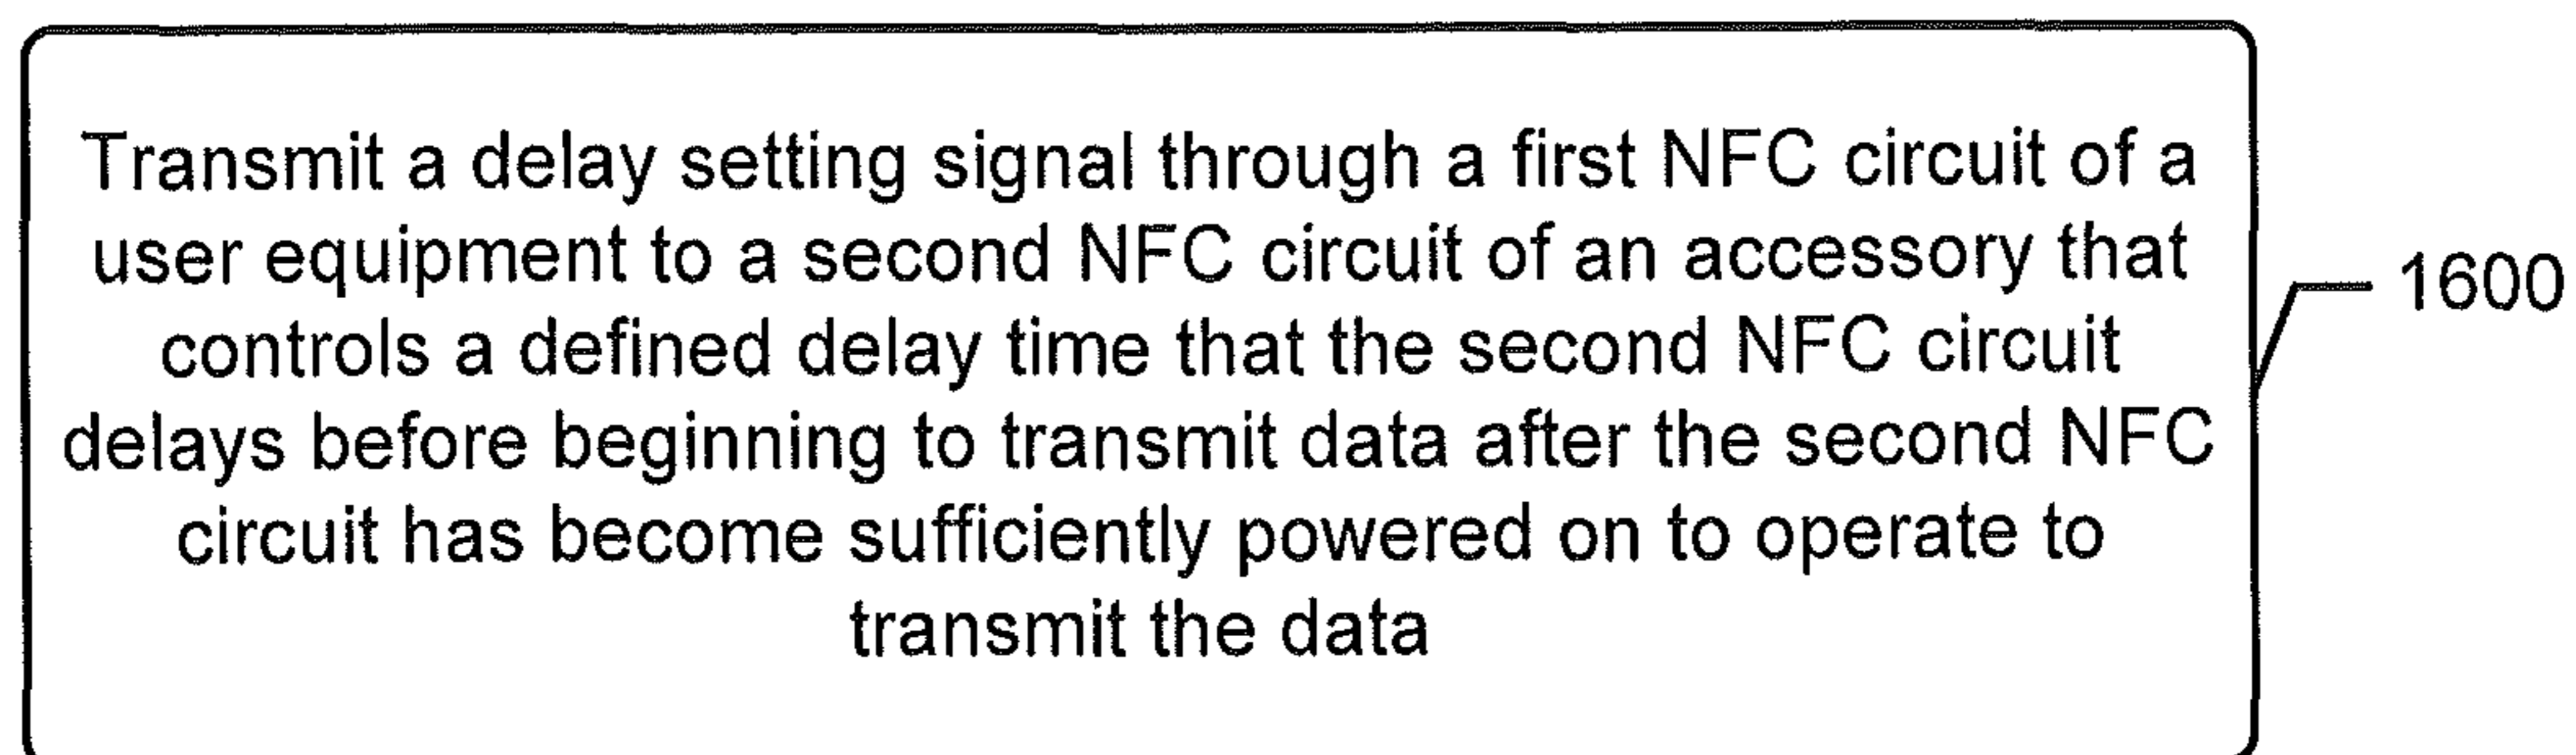 Transmit a delay setting signal through a first NFC circuit of a
user equipment to a second NFC circuit of an accessory that
controls a defined delay time that the second NFC circuit
delays before beginning to transmit data after the second NFC
circuit has become sufficiently powered on to operate to
transmit the data
1600